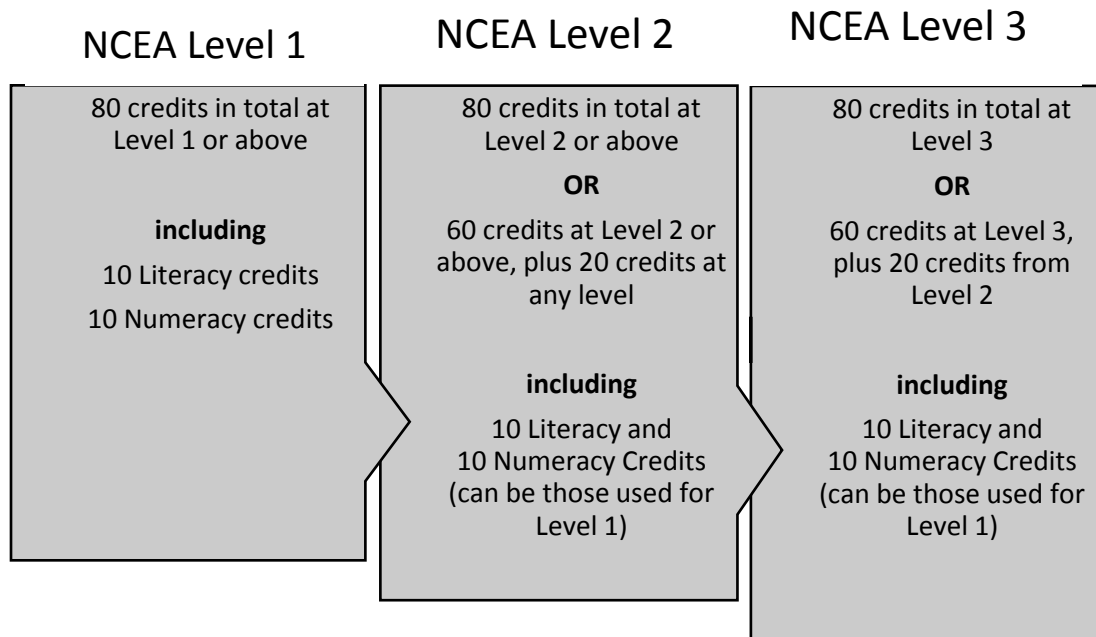 NCEA Level 1
80 credits in total at
Level 1 or above
including
10 Literacy credits
10 Numeracy credits
NCEA Level 2
80 credits in total at
Level 2 or above
OR
60 credits at Level 2 or
above, plus 20 credits at
any level
including
10 Literacy and
10 Numeracy Credits
(can be those used for
Level 1)
NCEA Level 3
80 credits in total at
Level 3
OR
60 credits at Level 3,
plus 20 credits from
Level 2
including
10 Literacy and
10 Numeracy Credits
(can be those used for
Level 1)